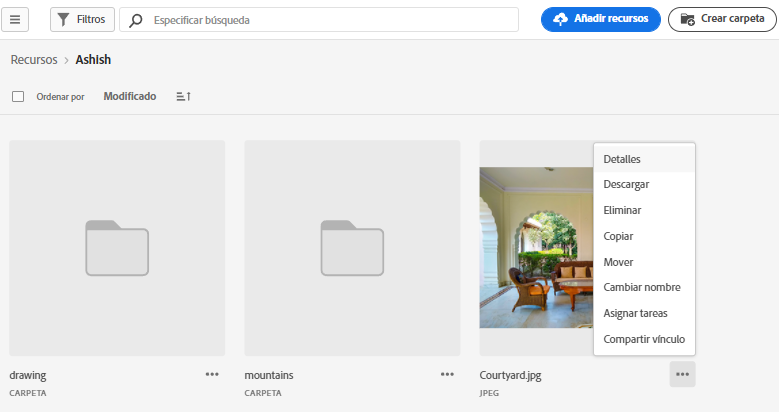 Filtros
Especificar búsqueda
Añadir recursos
Crear carpeta
Recursos > Ashish
Ordenar por Modificado
Detalles
Descargar
Eliminar
Copiar
Mover
Cambiar nombre
Asignar tareas
Compartir vínculo
drawing
CARPETA
mountains
CARPETA
Courtyard.jpg
JPEG